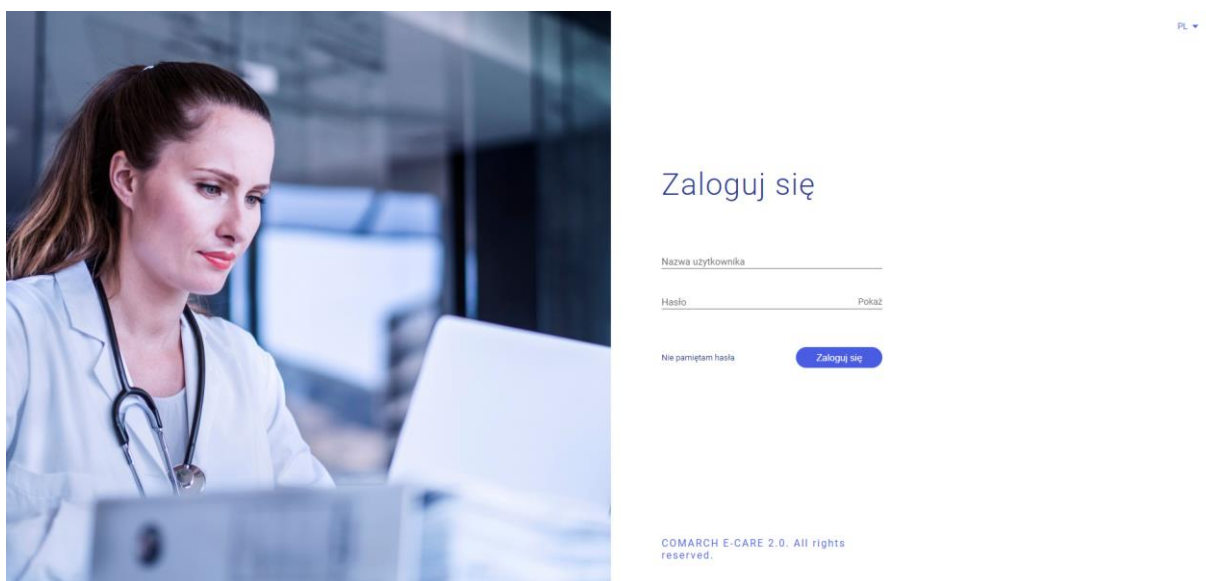 PL
Zaloguj się
Nazwa użytkownika
Hasło Pokaż
Nie pamiętam hasła Zaloguj się
COMARCH E-CARE 2.0. All rights
reserved.